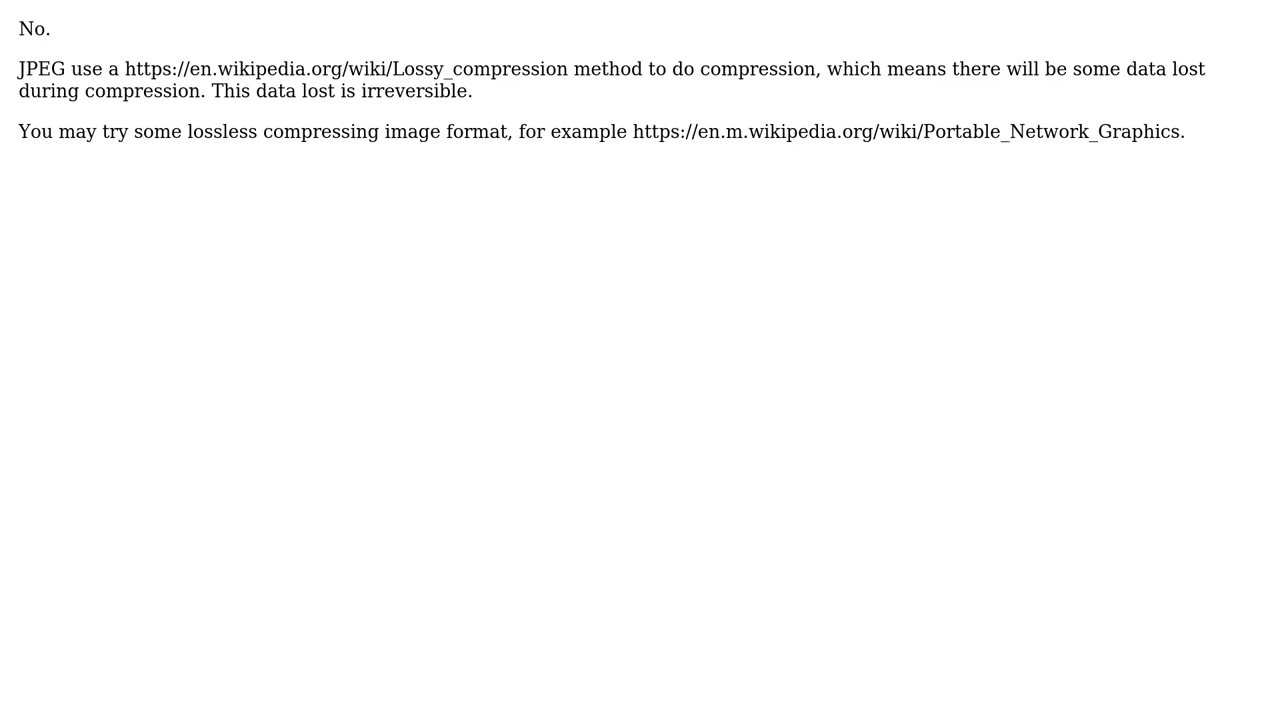 No.
JPEG use a https://en.wikipedia.org/wiki/Lossy_compression method to do compression, which means there will be some data lost
during compression. This data lost is irreversible.
You may try some lossless compressing image format, for example https://en.m.wikipedia.org/wiki/Portable_Network_Graphics.